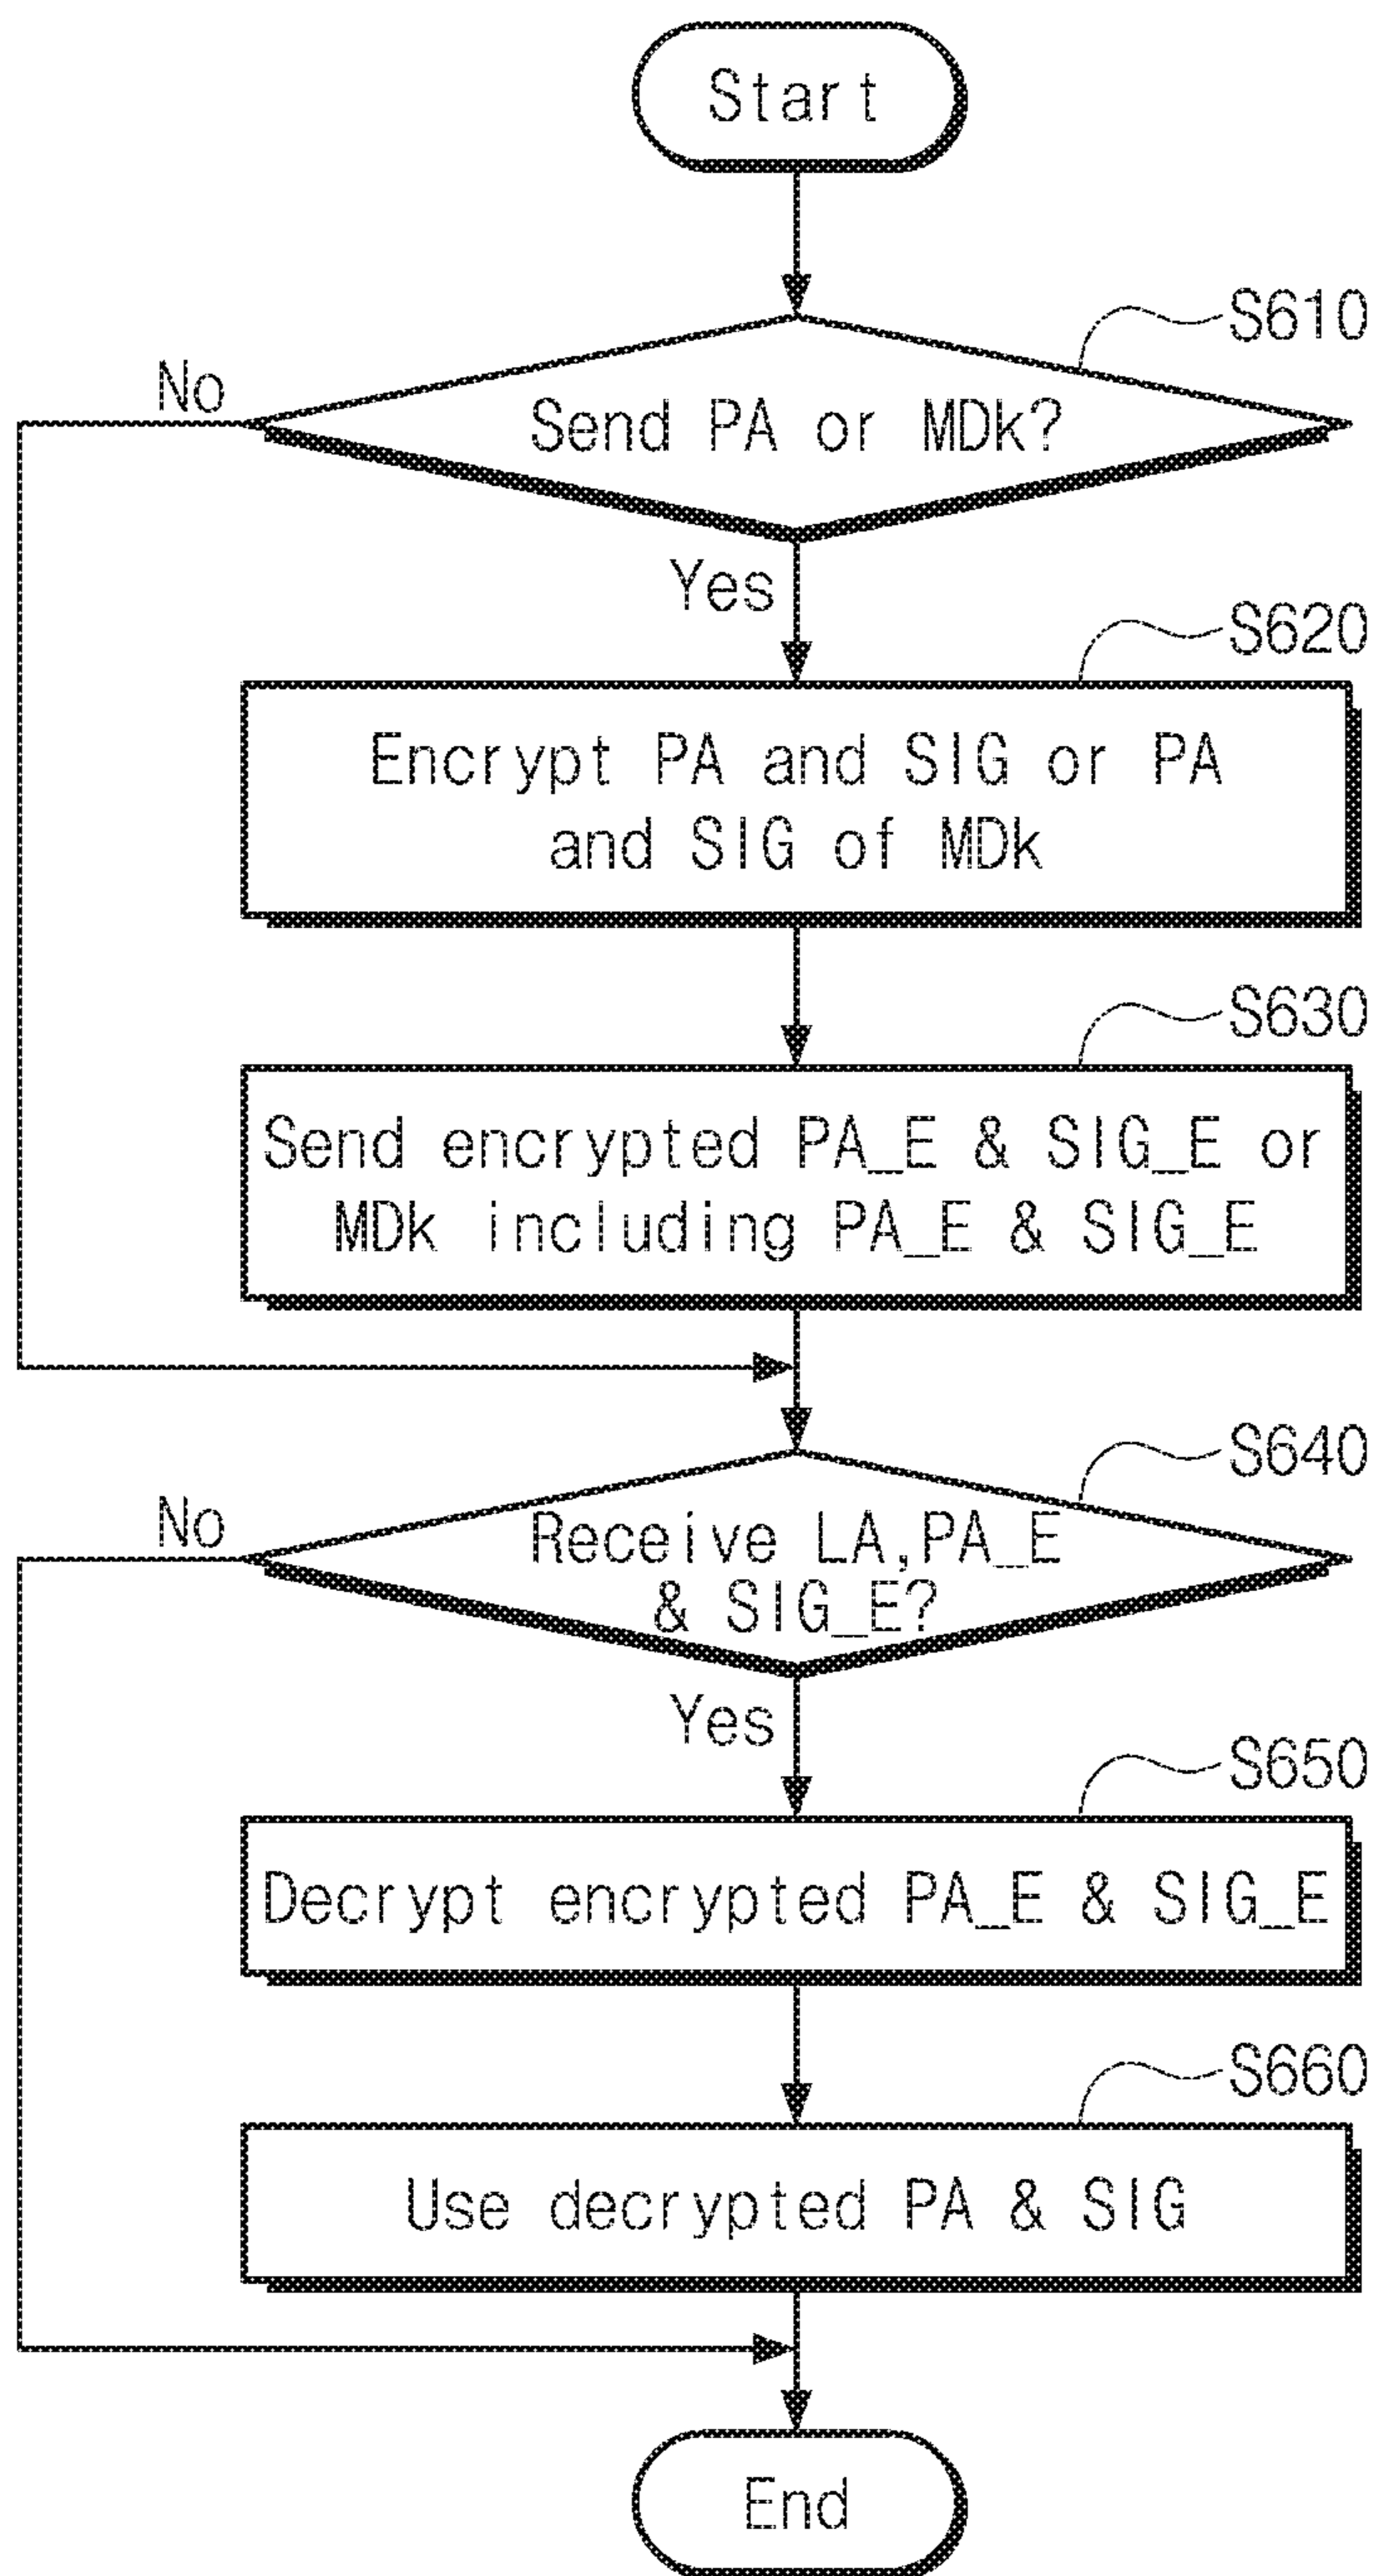 Start
S610
No
Send PA or MDk?
Yes
S620
Encrypt PA and SIG or PA
and SIG of MDk
S630
Send encrypted PA_E & SIG_E or
MDk including PA_E & SIG_E
S640
No
Receive LA,PA_E
& SIG_E?
Yes
S650
Decrypt encrypted PA_E & SIG_E
S660
Use decrypted PA & SIG
End